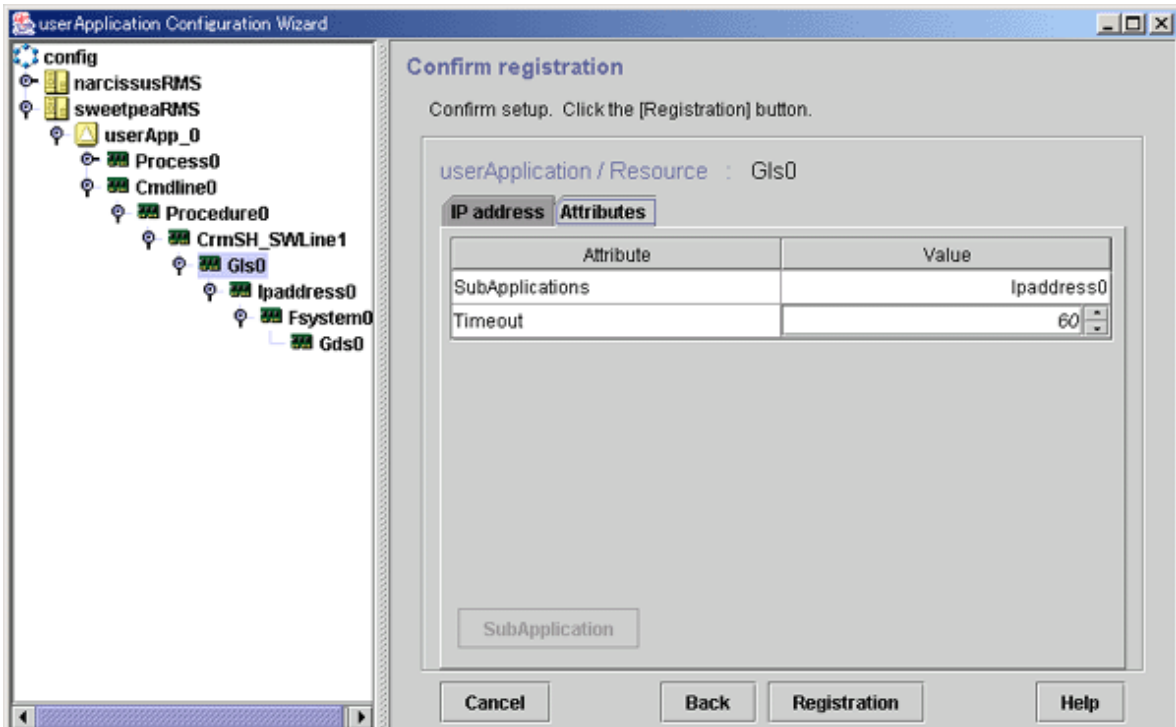 userApplication Configuration Wizard
config
narcissusRMS
sweetpeaRMS
userApp_0
Process0
Cmdline0
Procedure0
CrmSH_SWLine1
Gls0
Ipaddress0
Fsystem0
Gds0
Confirm registration
Confirm setup. Click the [Registration] button.
userApplication / Resource : Gls0
IP address Attributes
Attribute Value
SubApplications Ipaddress0
Timeout 60
SubApplication
Cancel Back Registration Help